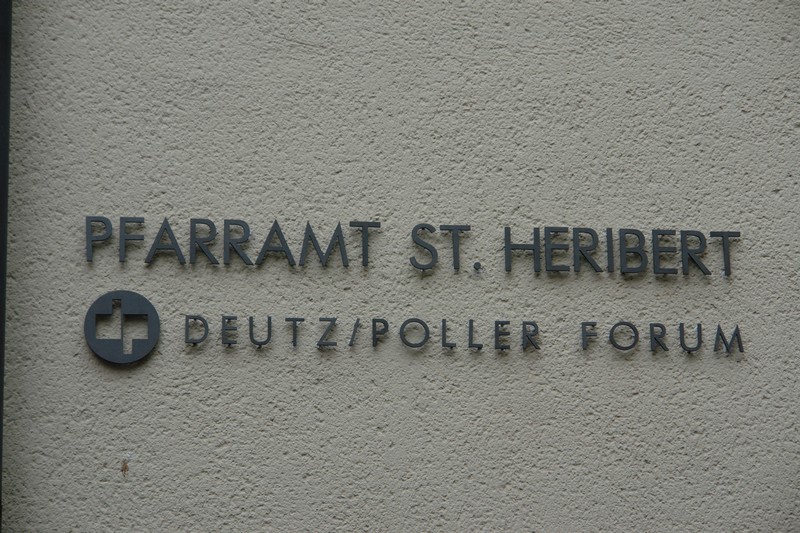 PFARRAMT ST. HERIBERT
DEUTZ/POLLER FORUM